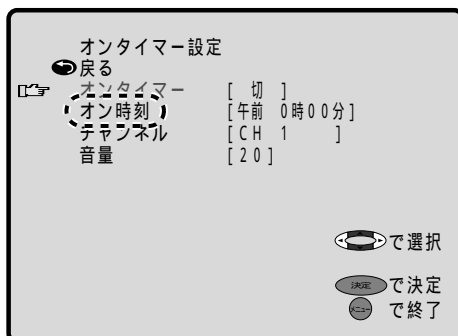 オンタイマー設定
戻る
オンタイマー [ 切 ]
オン時刻 [午前 0時00分]
チャンネル [CH 1 ]
音量 [20]
で選択
決定 で決定
メニュー で終了